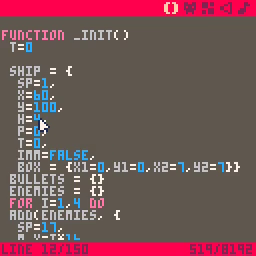 FUNCTION _INIT()
T=0
SHIP = {
SP=1,
X=60,
Y=100,
H=4
P=0,
T=0,
IMM=FALSE,
BOX = {X1=0,Y1=0,X2=7,Y2=7}}
BULLETS = {}
ENEMIES = {}
FOR I=1,4 DO
ADD(ENEMIES, {
SP=17,
LINE 12/150 519/8192